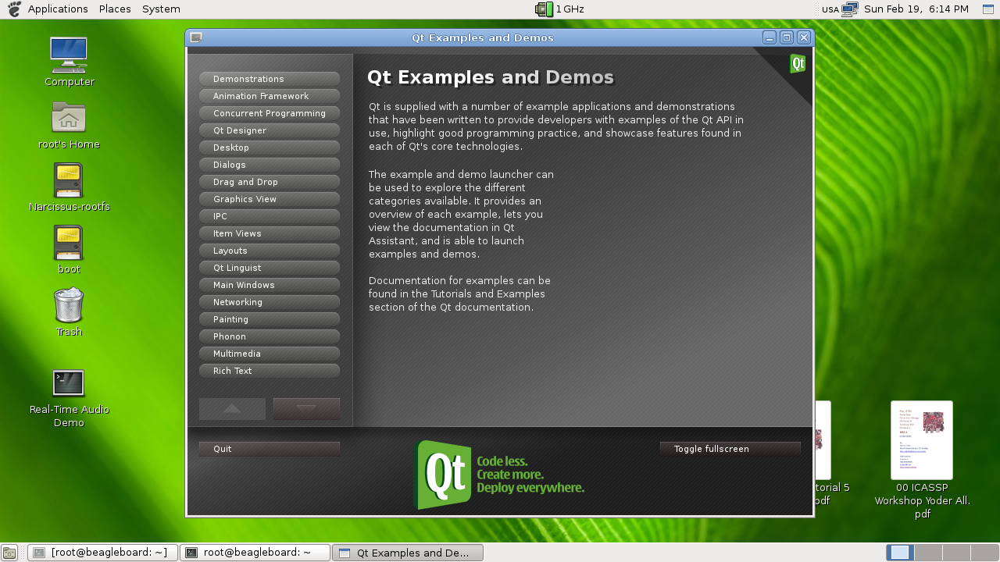 Applications Places System
1 GHz
USA Sun Feb 19, 6:14 PM
Computer
root's Home
Narcissus-rootfs
boot
Trash
Real-Time Audio
Demo
Qt Examples and Demos
Qt
Demonstrations
Animation Framework
Concurrent Programming
Qt Designer
Desktop
Dialogs
Drag and Drop
Graphics View
IPC
Item Views
Layouts
Qt Linguist
Main Windows
Networking
Painting
Phonon
Multimedia
Rich Text
Qt Examples and Demos
Qt is supplied with a number of example applications and demonstrations
that have been written to provide developers with examples of the Qt API in
use, highlight good programming practice, and showcase features found in
each of Qt's core technologies.
The example and demo launcher can
be used to explore the different
categories available. It provides an
overview of each example, lets you
view the documentation in Qt
Assistant, and is able to launch
examples and demos.
Documentation for examples can be
found in the Tutorials and Examples
section of the Qt documentation.
Quit
Toggle fullscreen
Qt
Code less.
Create more.
Deploy everywhere.
torial 5
pdf
00 ICASSP
Workshop Yoder All.
pdf
[root@beagleboard: ~]
root@beagleboard: ~
Qt Examples and De...